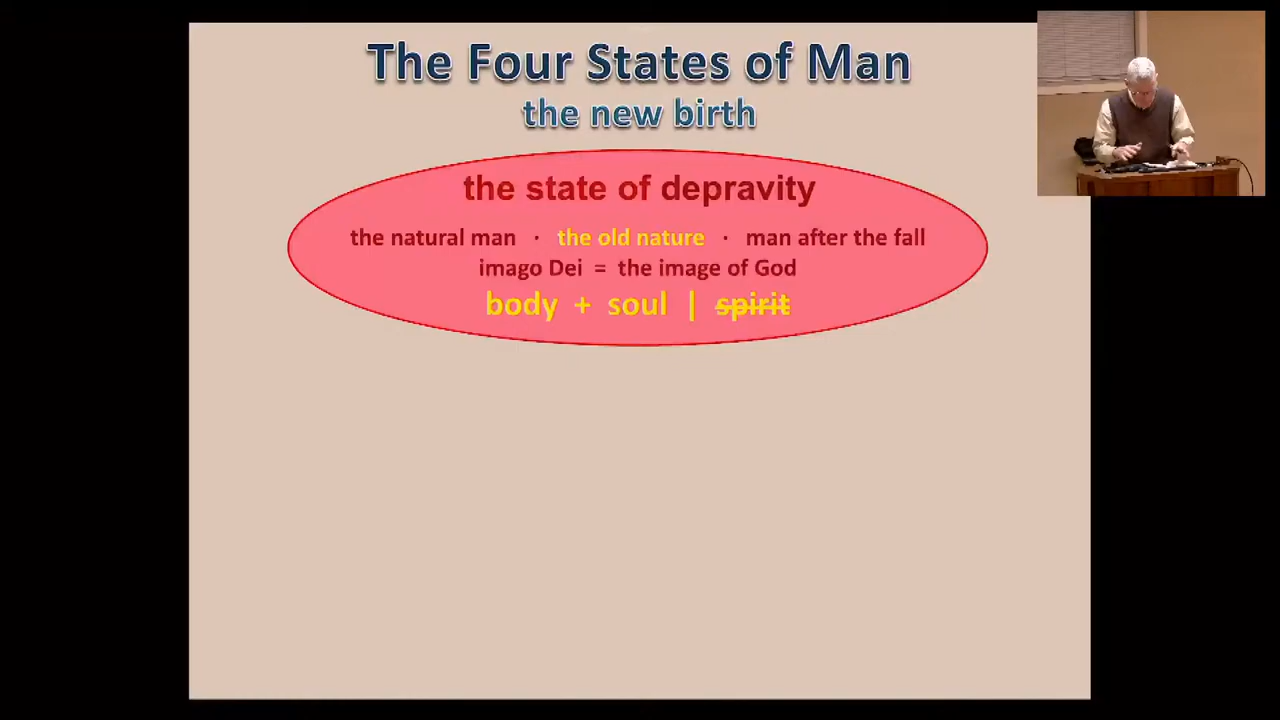 The Four States of Man
the new birth
the state of depravity
the natural man · the old nature · man after the fall
imago Dei = the image of God
body + soul | spirit